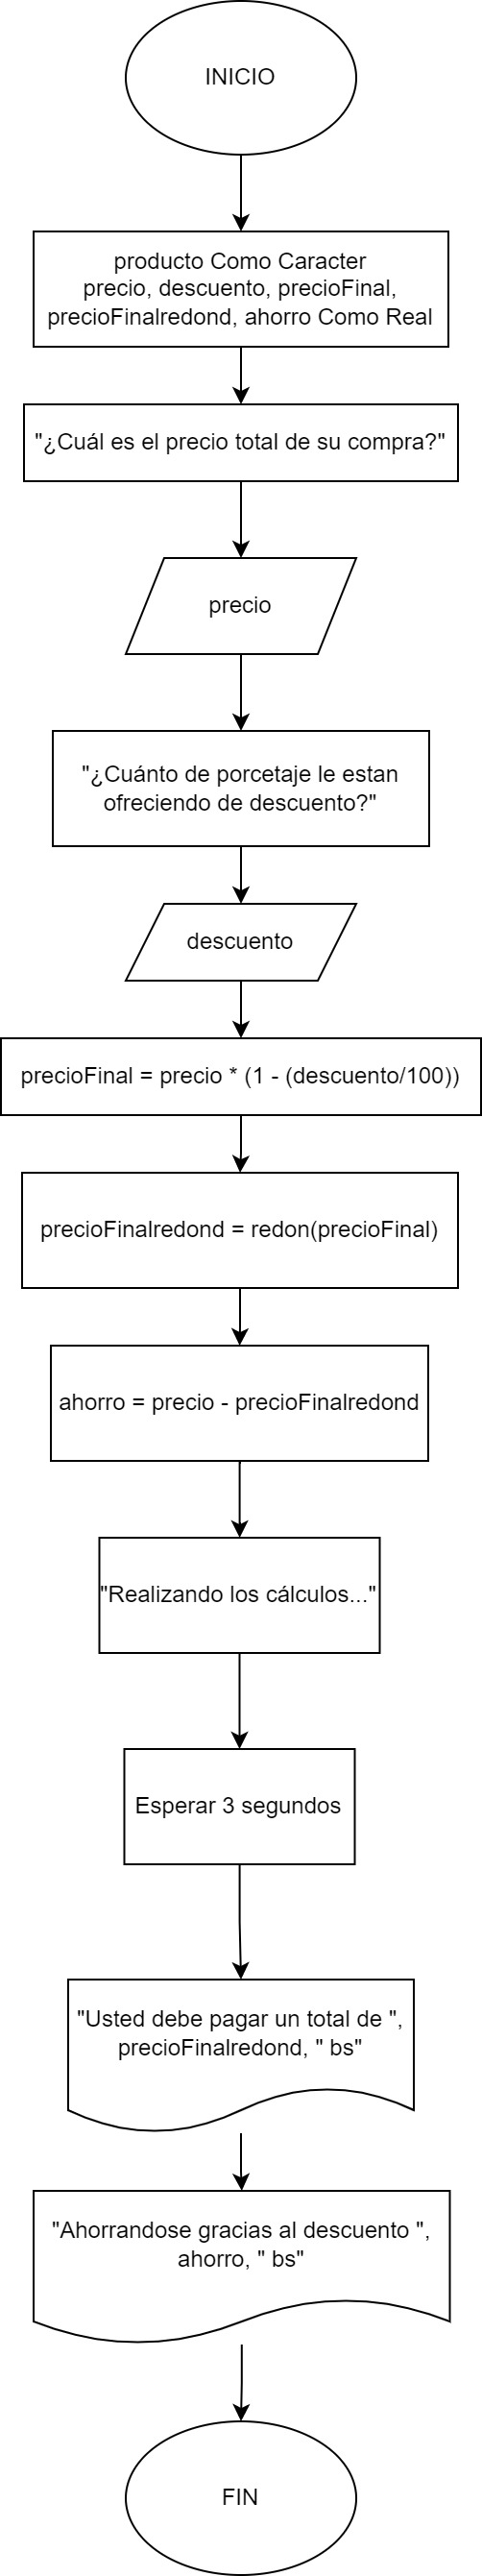 INICIO
producto Como Caracter
precio, descuento, precioFinal,
precioFinalredond, ahorro Como Real
"¿Cuál es el precio total de su compra?"
precio
"¿Cuánto de porcetaje le estan
ofreciendo de descuento?"
descuento
precioFinal = precio * (1 - (descuento/100))
precioFinalredond = redon(precioFinal)
ahorro = precio - precioFinalredond
"Realizando los cálculos..."
Esperar 3 segundos
"Usted debe pagar un total de ",
precioFinalredond, " bs"
"Ahorrandose gracias al descuento ",
ahorro, " bs"
FIN